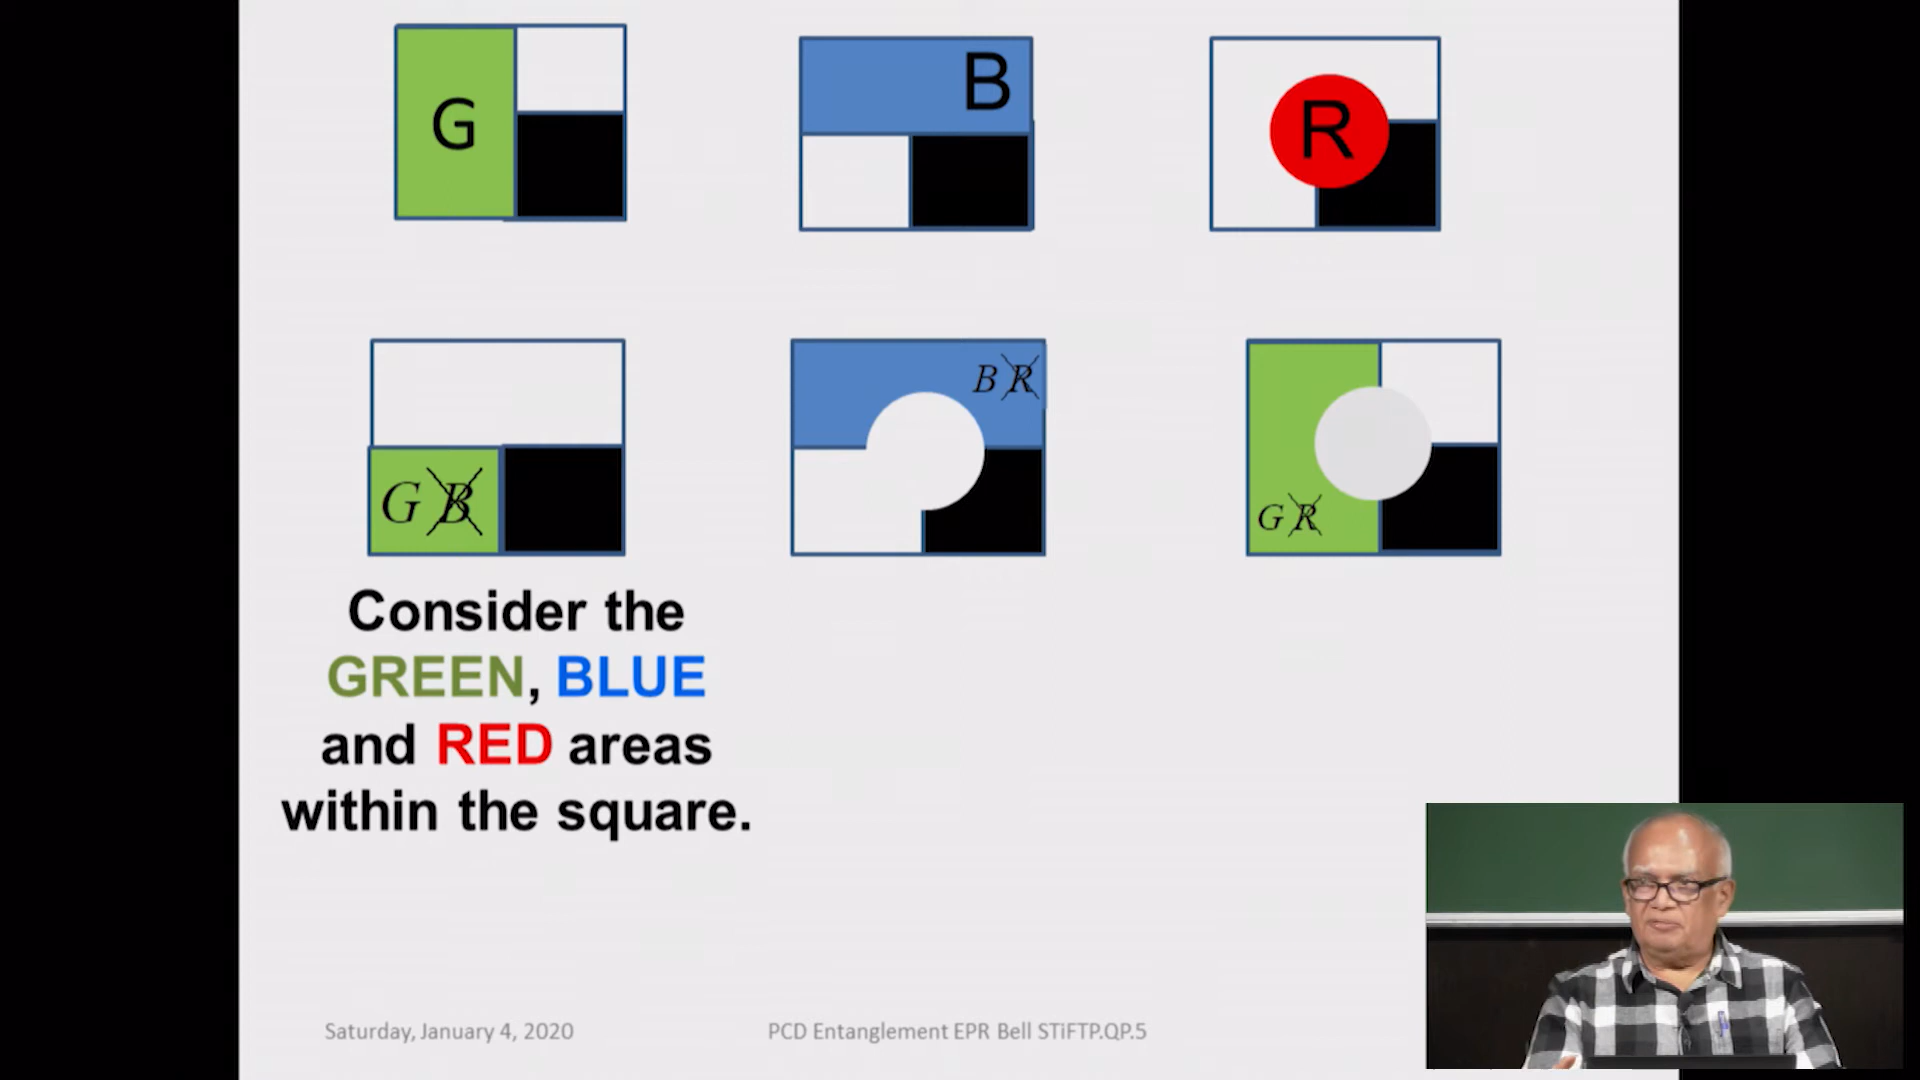 G
B
R
G B
B R
G R
Consider the
GREEN, BLUE
and RED areas
within the square.
Saturday, January 4, 2020
PCD Entanglement EPR Bell STiFTP.QP.5